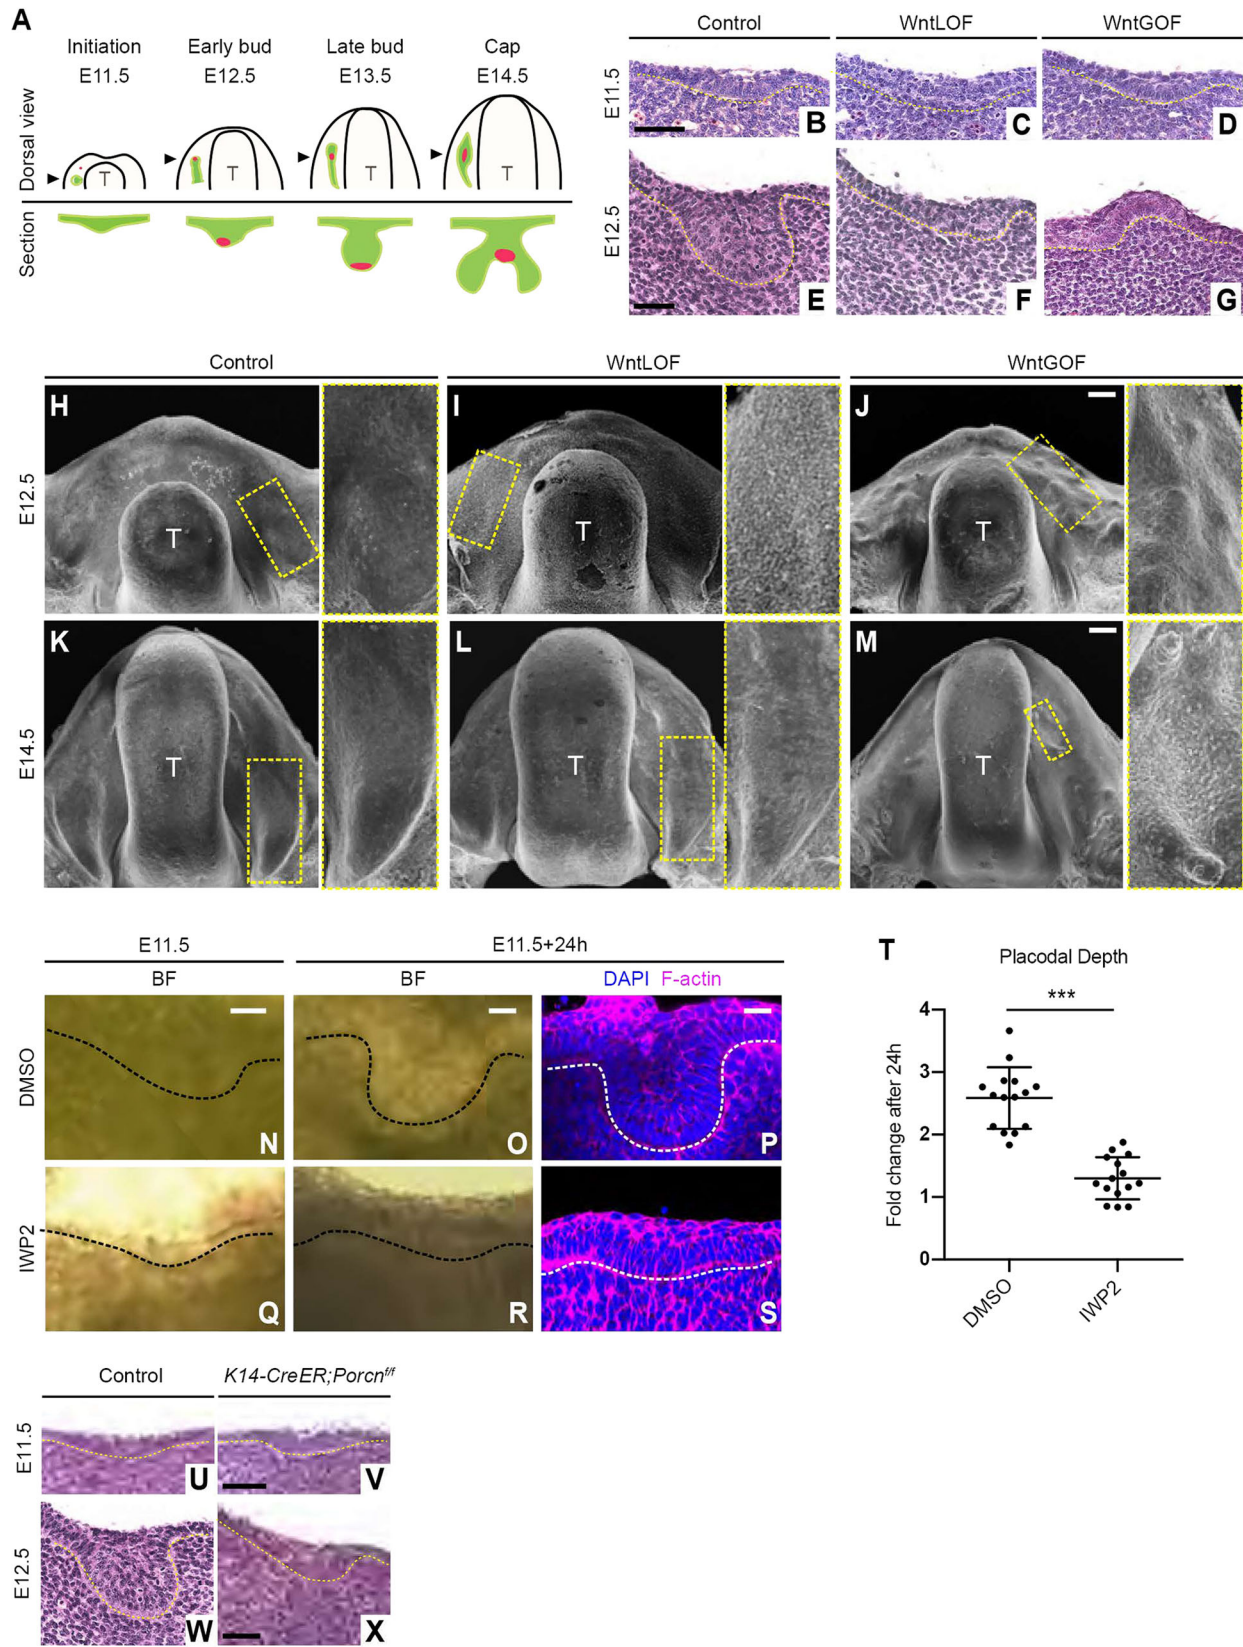 A
Initiation Early bud Late bud Cap
E11.5 E12.5 E13.5 E14.5
Dorsal view
T T T T
Section
Control WntLOF WntGOF
E11.5
B C D
E12.5
E F G
Control WntLOF WntGOF
E12.5
H I J
T T T
E14.5
K L M
T T T
E11.5 E11.5+24h
BF BF DAPI F-actin
DMSO
N O P
IWP2
Q R S
T
Placodal Depth
***
Fold change after 24h
4
3
2
1
0
DMSO IWP2
Control K14-CreER;Porcnf/f
E11.5
U V
E12.5
W X